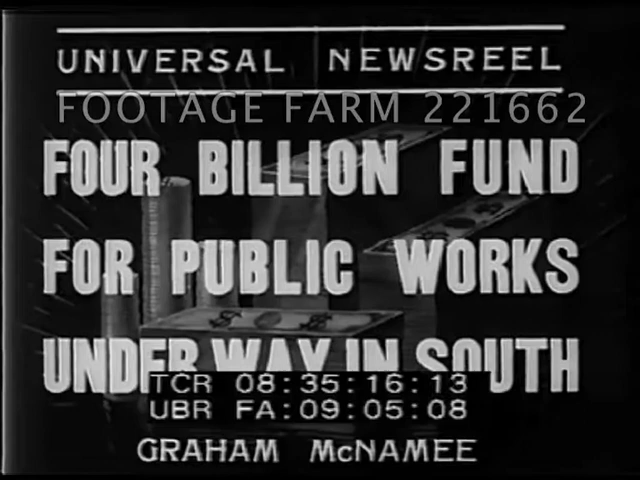 UNIVERSAL NEWSREEL
FOOTAGE FARM 221662
FOUR BILLION FUND
FOR PUBLIC WORKS
UNDER WAY IN SOUTH
TCR 08:35:16:13
UBR FA:09:05:08
GRAHAM McNAMEE